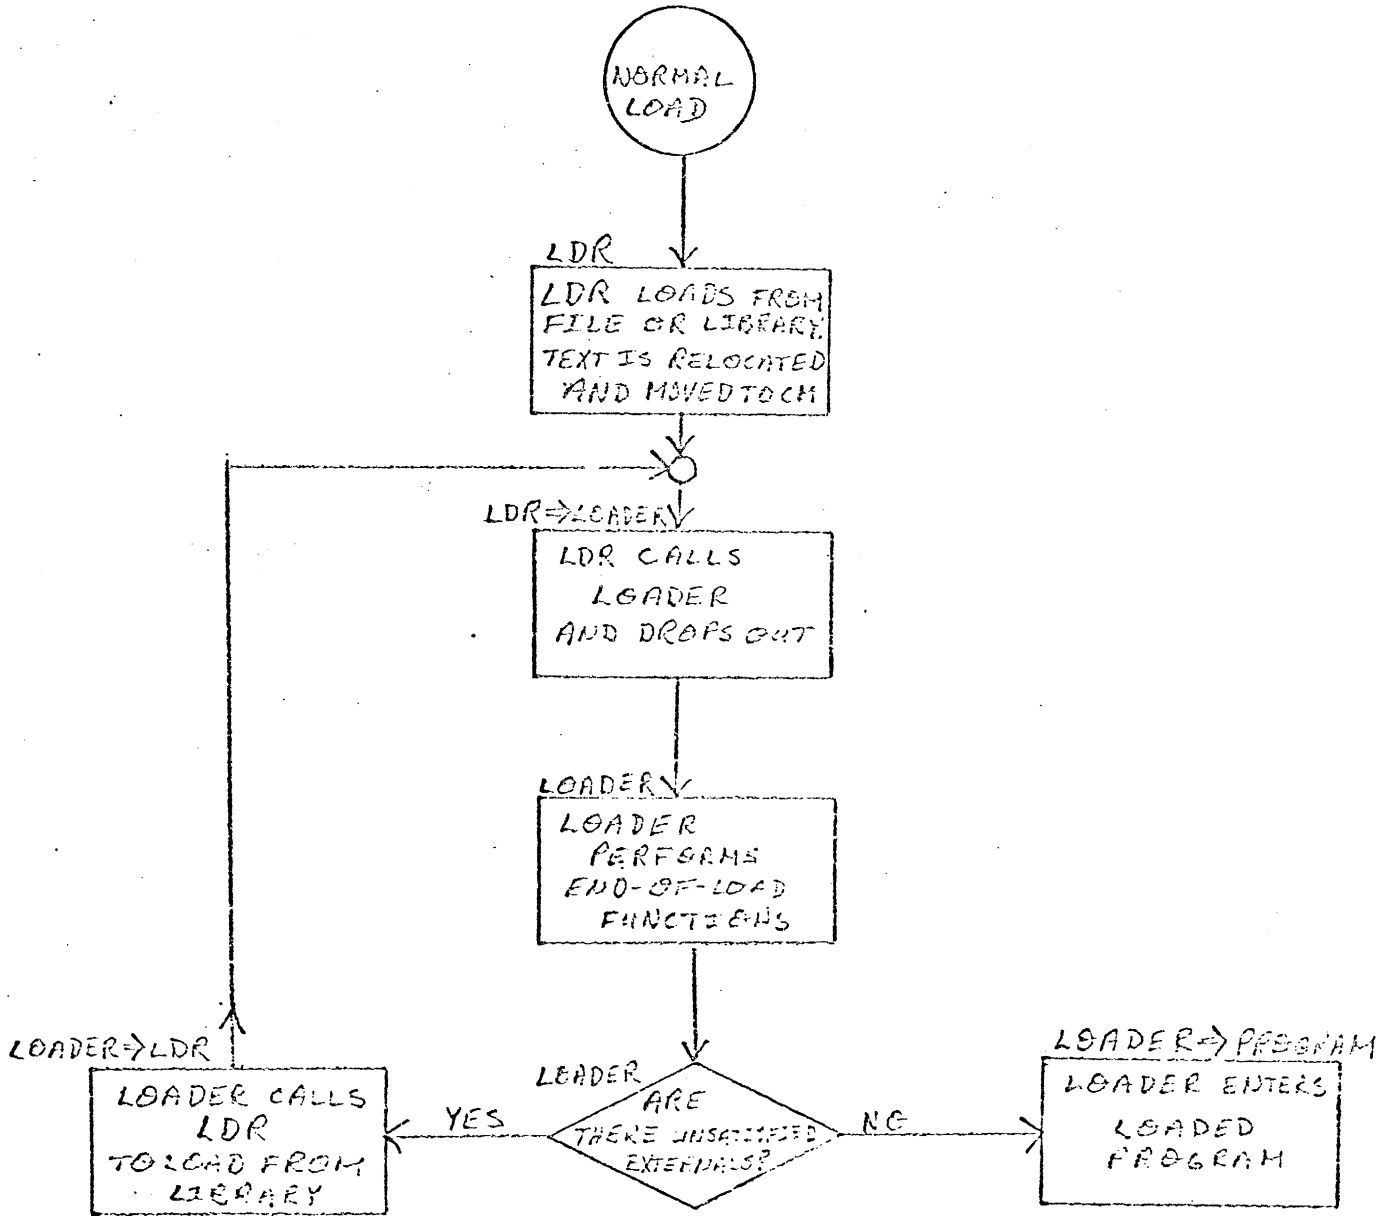 NORMAL
LOAD
LDR
LDR LOADS FROM
FILE OR LIBRARY.
TEXT IS RELOCATED
AND MOVED TO CM
LDR⇒LOADER
LDR CALLS
LOADER
AND DROPS OUT
LOADER
LOADER
PERFORMS
END-OF-LOAD
FUNCTIONS
LOADER⇒LDR
LOADER CALLS
LDR
TO LOAD FROM
LIBRARY
YES
LOADER
ARE
THERE UNSATISFIED
EXTERNALS?
NO
LOADER⇒PROGRAM
LOADER ENTERS
LOADED
PROGRAM